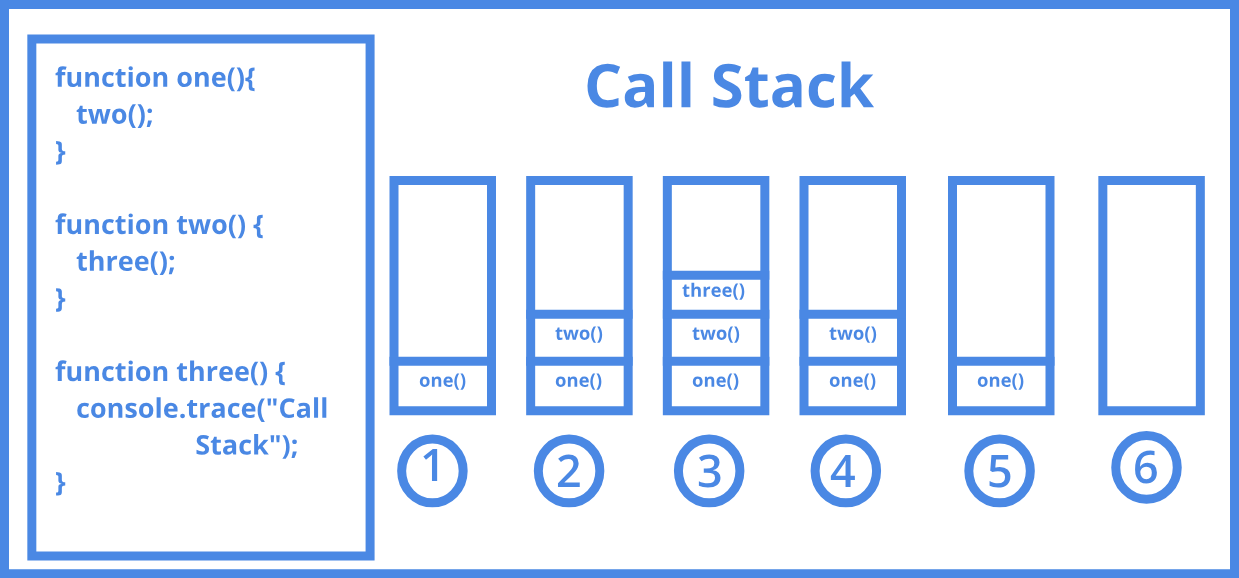 function one(){
two();
}
function two() {
three();
}
function three() {
console.trace("Call
Stack");
}
Call Stack
one()
1
two()
one()
2
three()
two()
one()
3
two()
one()
4
one()
5
6